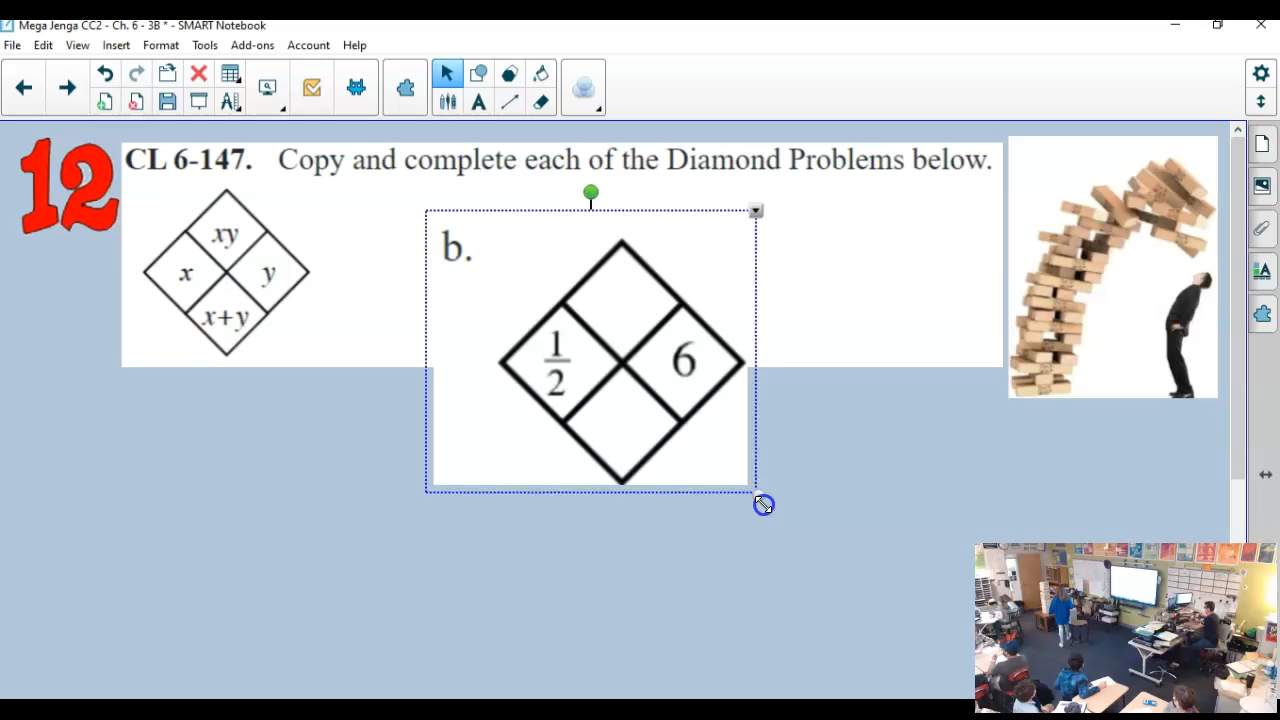 Mega Jenga CC2 - Ch. 6 - 3B * - SMART Notebook
File Edit View Insert Format Tools Add-ons Account Help
12
CL 6-147. Copy and complete each of the Diamond Problems below.
xy
x y
x+y
b.
1/2 6